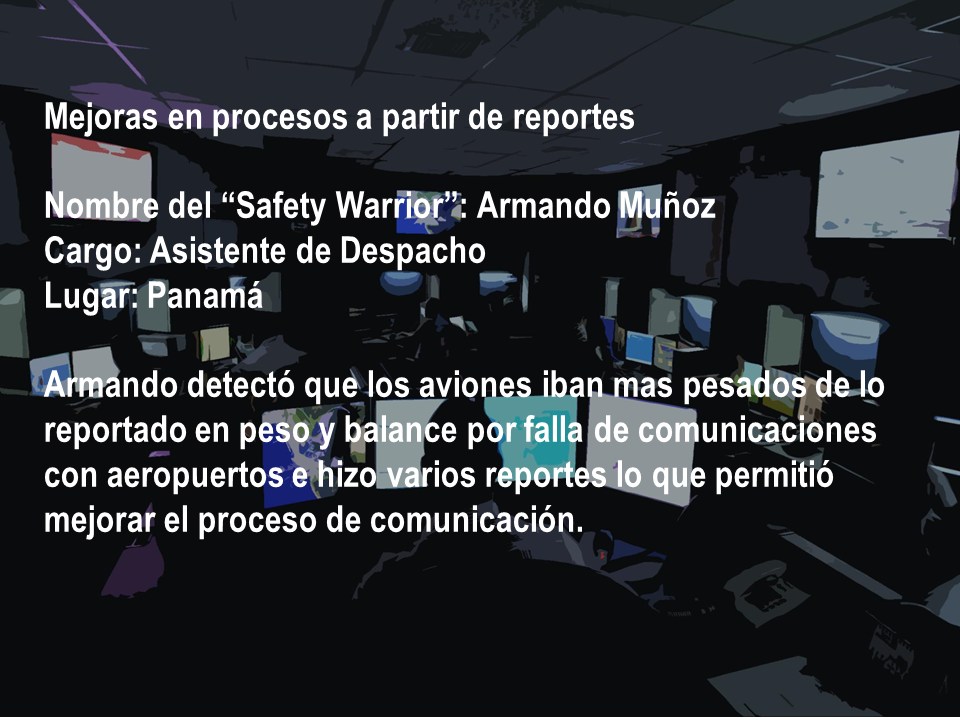 Mejoras en procesos a partir de reportes
Nombre del “Safety Warrior”: Armando Muñoz
Cargo: Asistente de Despacho
Lugar: Panamá
Armando detectó que los aviones iban mas pesados de lo
reportado en peso y balance por falla de comunicaciones
con aeropuertos e hizo varios reportes lo que permitió
mejorar el proceso de comunicación.